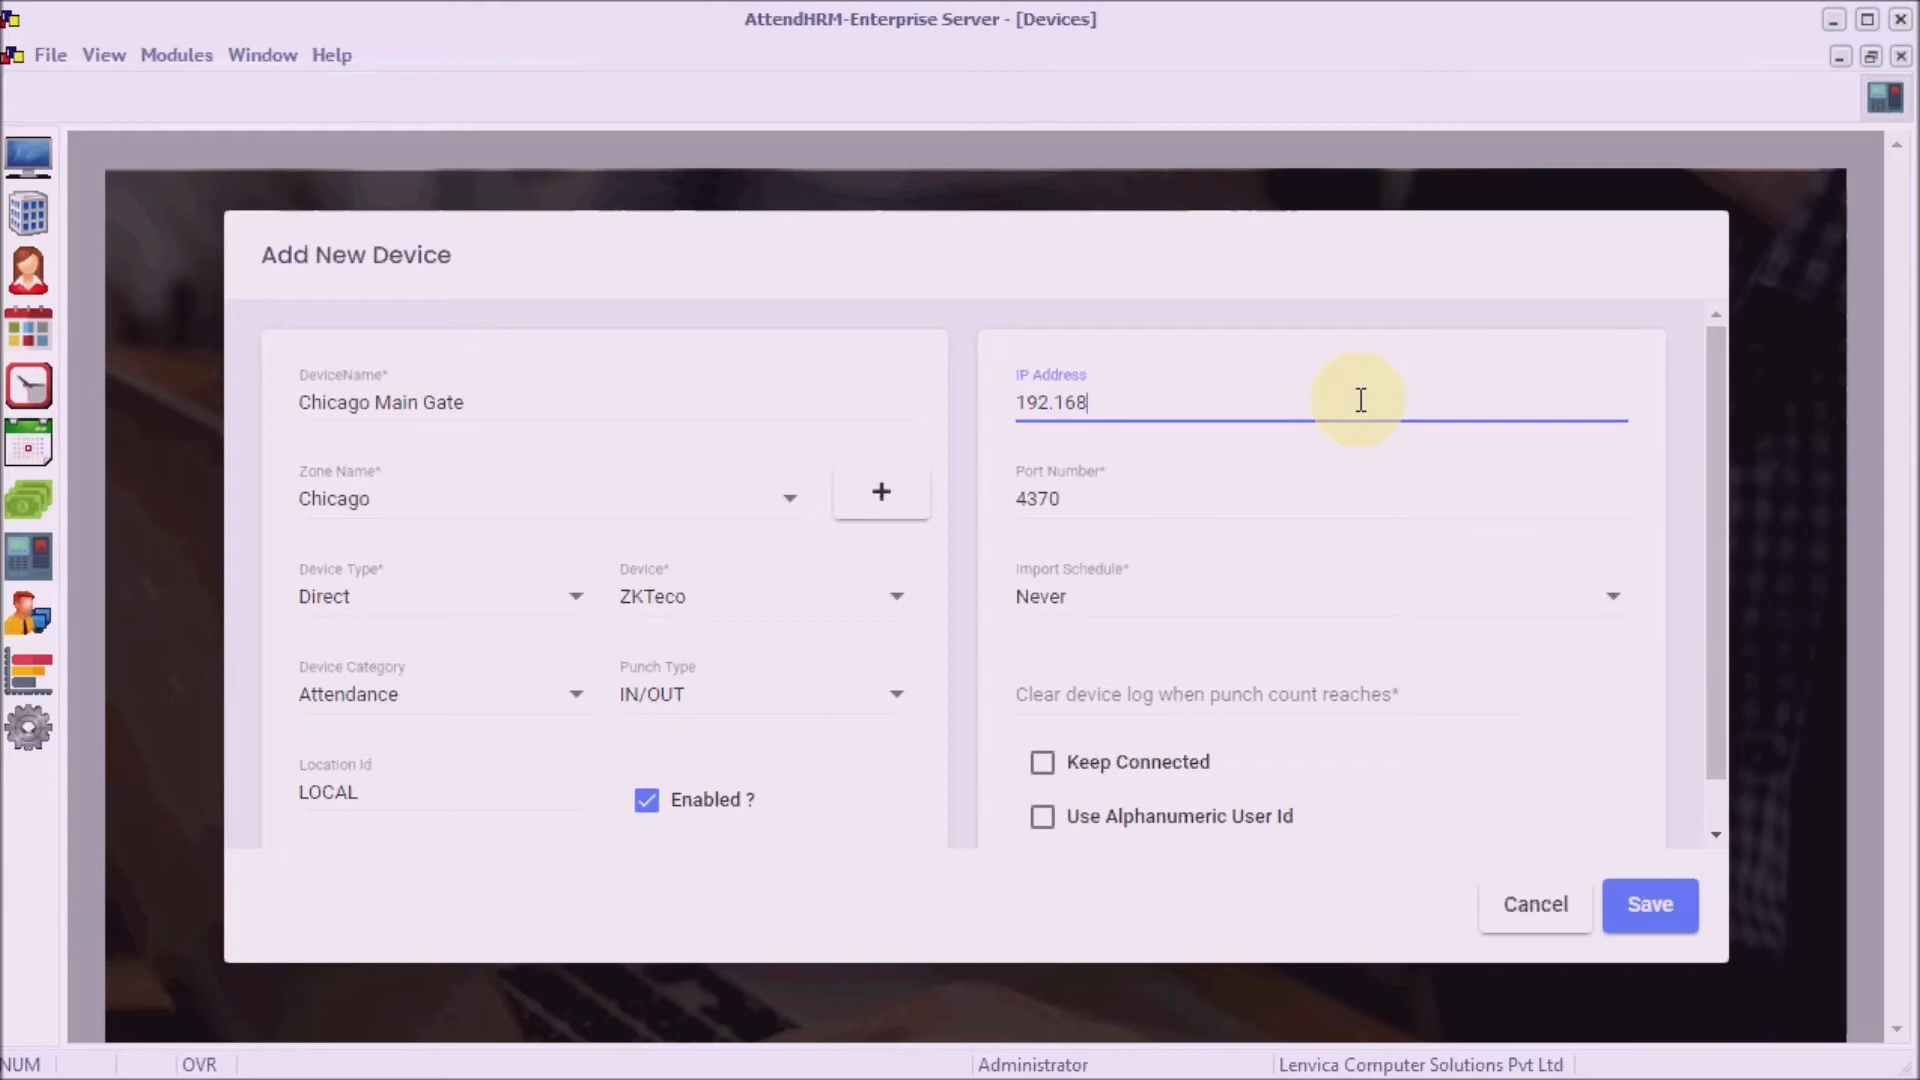 AttendHRM-Enterprise Server - [Devices]
File View Modules Window Help
Add New Device
DeviceName*
Chicago Main Gate
Zone Name*
Chicago
+
Device Type*
Direct
Device*
ZKTeco
Device Category
Attendance
Punch Type
IN/OUT
Location Id
LOCAL
Enabled ?
IP Address
192.168
Port Number*
4370
Import Schedule*
Never
Clear device log when punch count reaches*
Keep Connected
Use Alphanumeric User Id
Cancel
Save
NUM
OVR
Administrator
Lenvica Computer Solutions Pvt Ltd